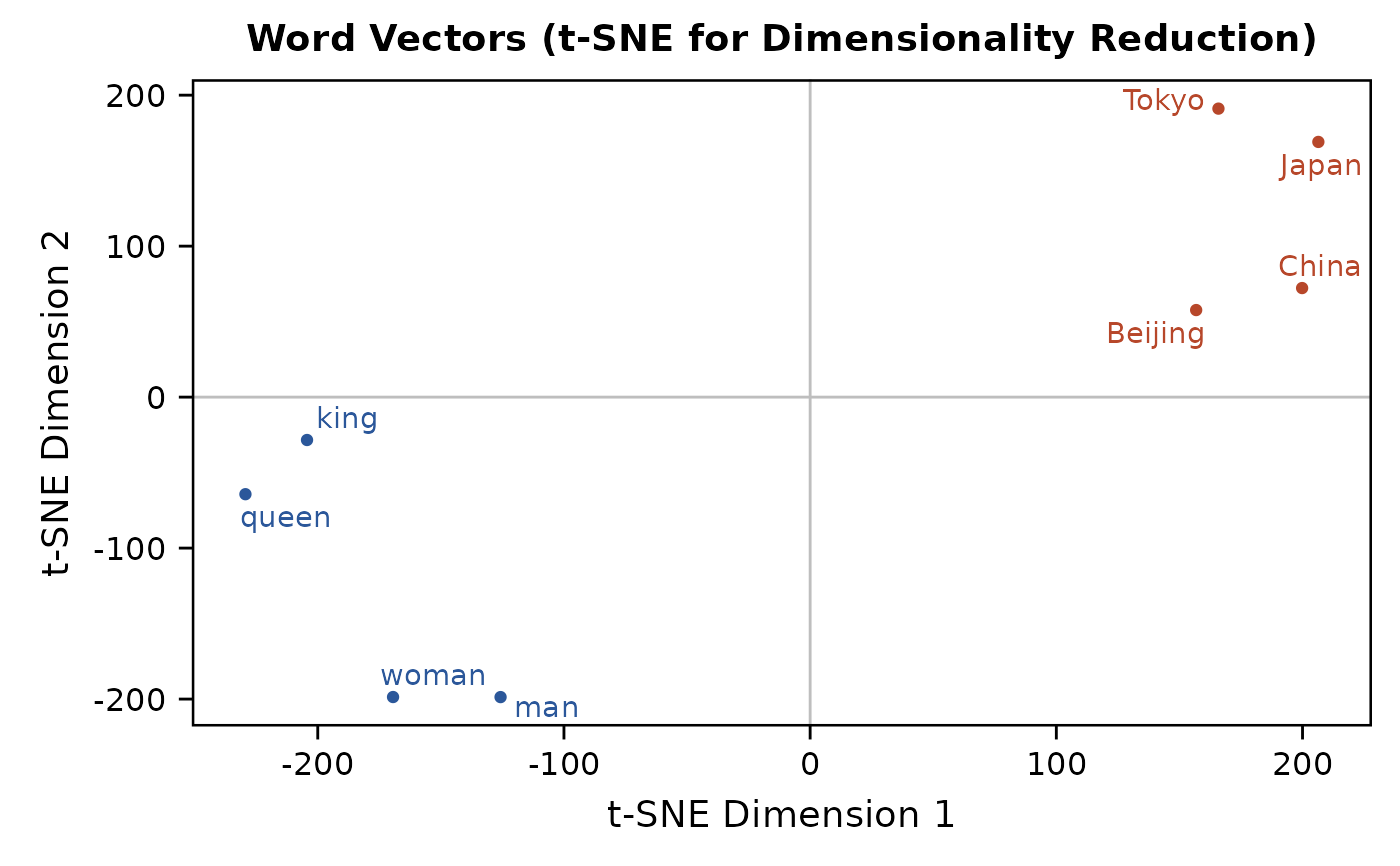 Word Vectors (t-SNE for Dimensionality Reduction)
200
100
0
-100
-200
t-SNE Dimension 2
Tokyo
Japan
China
Beijing
king
queen
woman
man
-200
-100
0
100
200
t-SNE Dimension 1